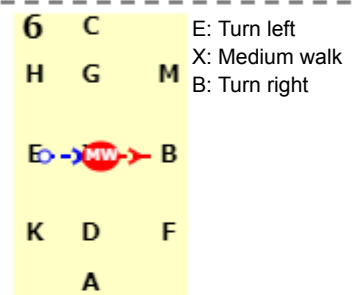 6 C
H G M
E MW B
K D F
A
E: Turn left
X: Medium walk
B: Turn right